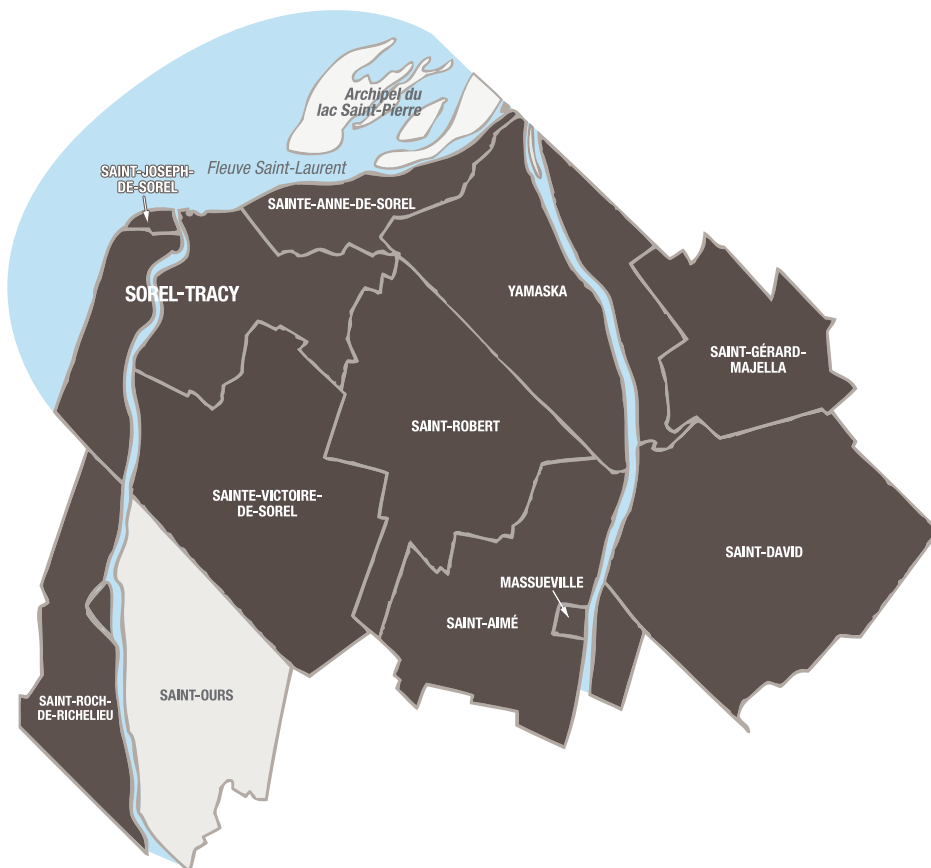 Archipel du
lac Saint-Pierre
Fleuve Saint-Laurent
SAINT-JOSEPH-
DE-SOREL
SAINTE-ANNE-DE-SOREL
SOREL-TRACY
YAMASKA
SAINT-GÉRARD-
MAJELLA
SAINT-ROBERT
SAINTE-VICTOIRE-
DE-SOREL
SAINT-DAVID
MASSUEVILLE
SAINT-AIMÉ
SAINT-OURS
SAINT-ROCH-
DE-RICHELIEU